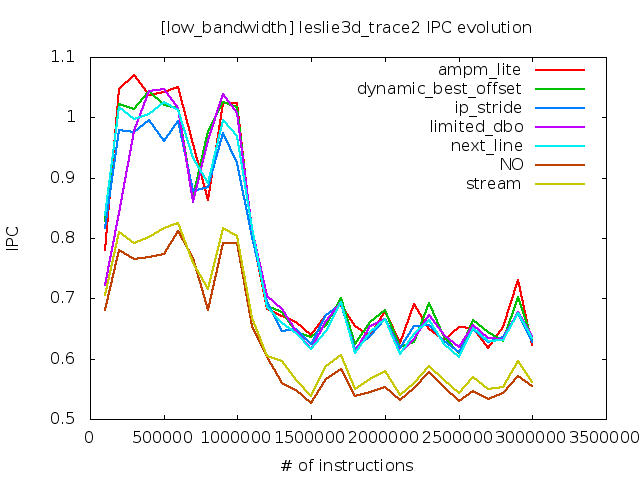 [low_bandwidth] leslie3d_trace2 IPC evolution
1.1
1
0.9
0.8
0.7
0.6
0.5
IPC
ampm_lite
dynamic_best_offset
ip_stride
limited_dbo
next_line
NO
stream
0 500000 1000000 1500000 2000000 2500000 3000000 3500000
# of instructions